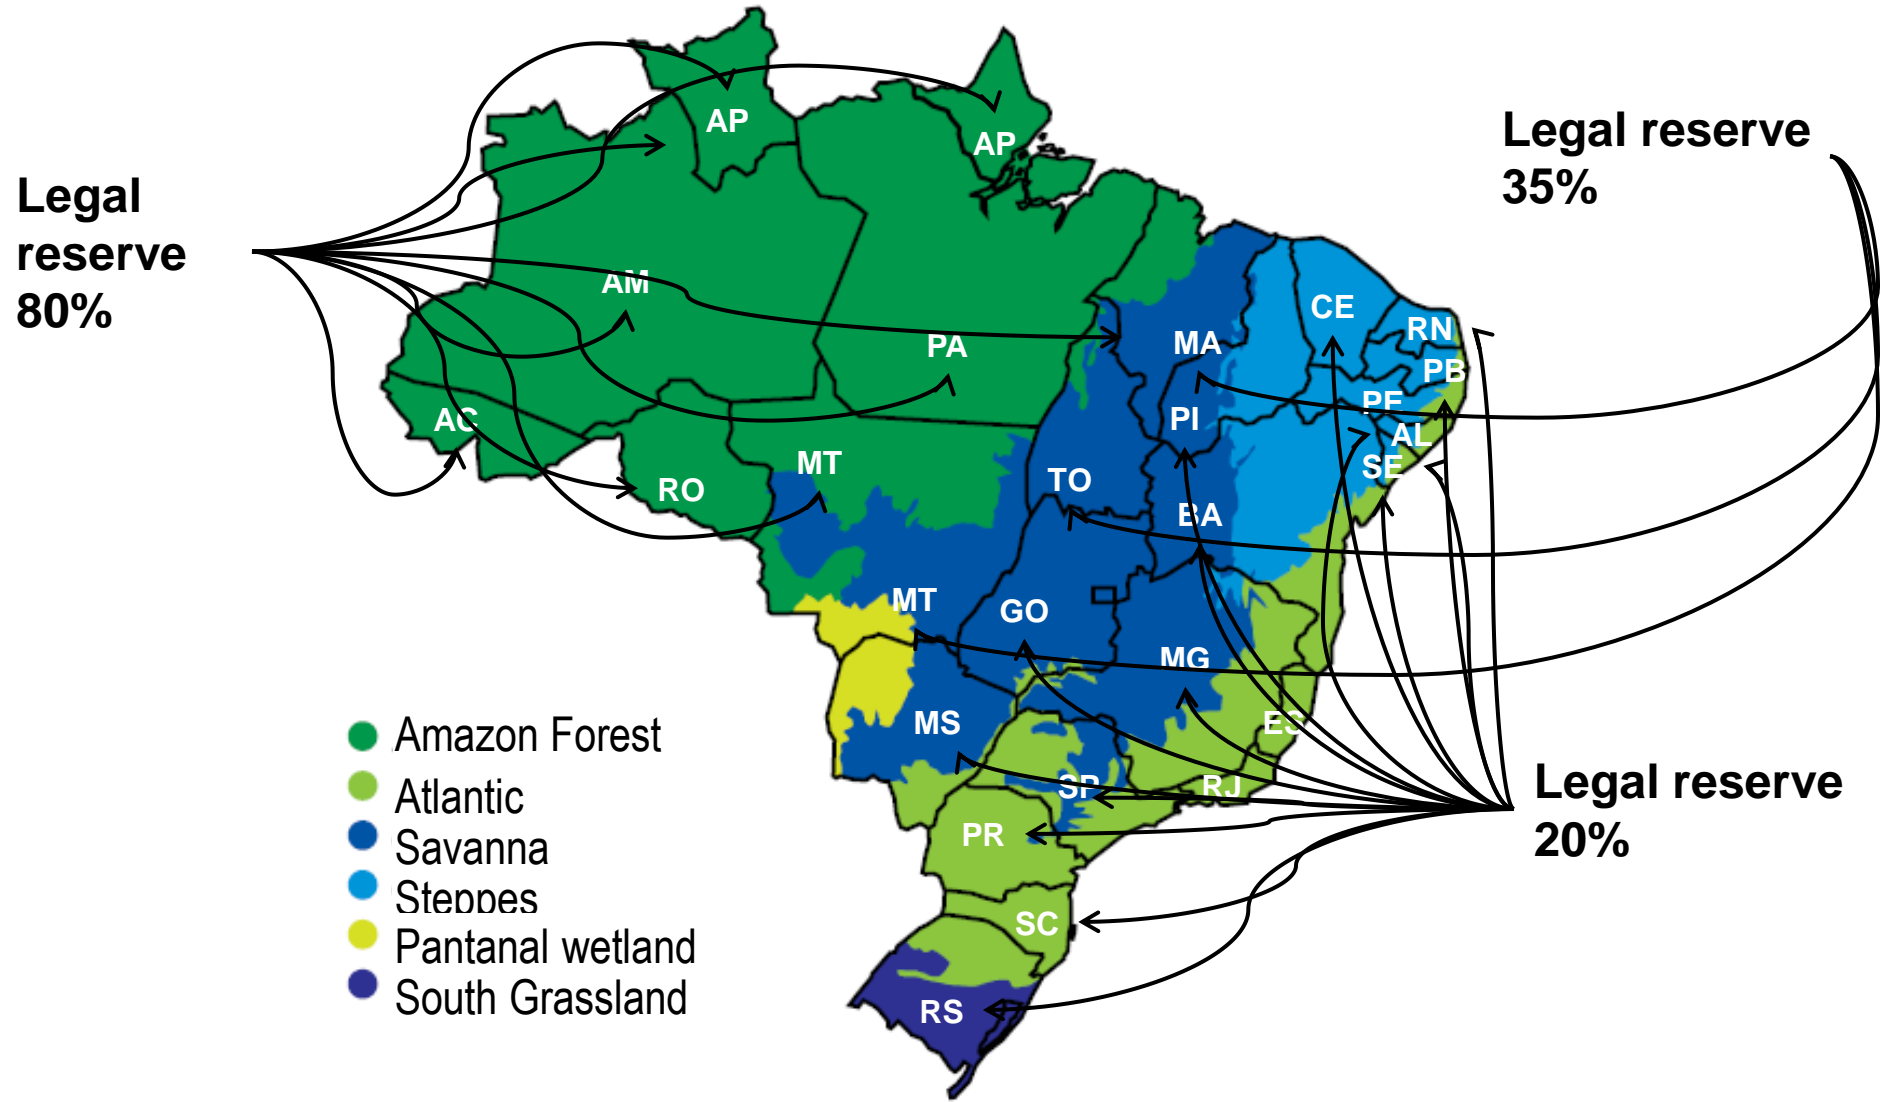 AP
AP
Legal reserve
35%
Legal
reserve
80%
AM
CE
RN
MA
PA
PB
PE
PI
AC
AL
MT
SE
TO
RO
BA
MT
GO
MG
MS
ES
Amazon Forest
SP
RJ
Legal reserve
20%
Atlantic
PR
Savanna
Steppes
SC
Pantanal wetland
South Grassland
RS